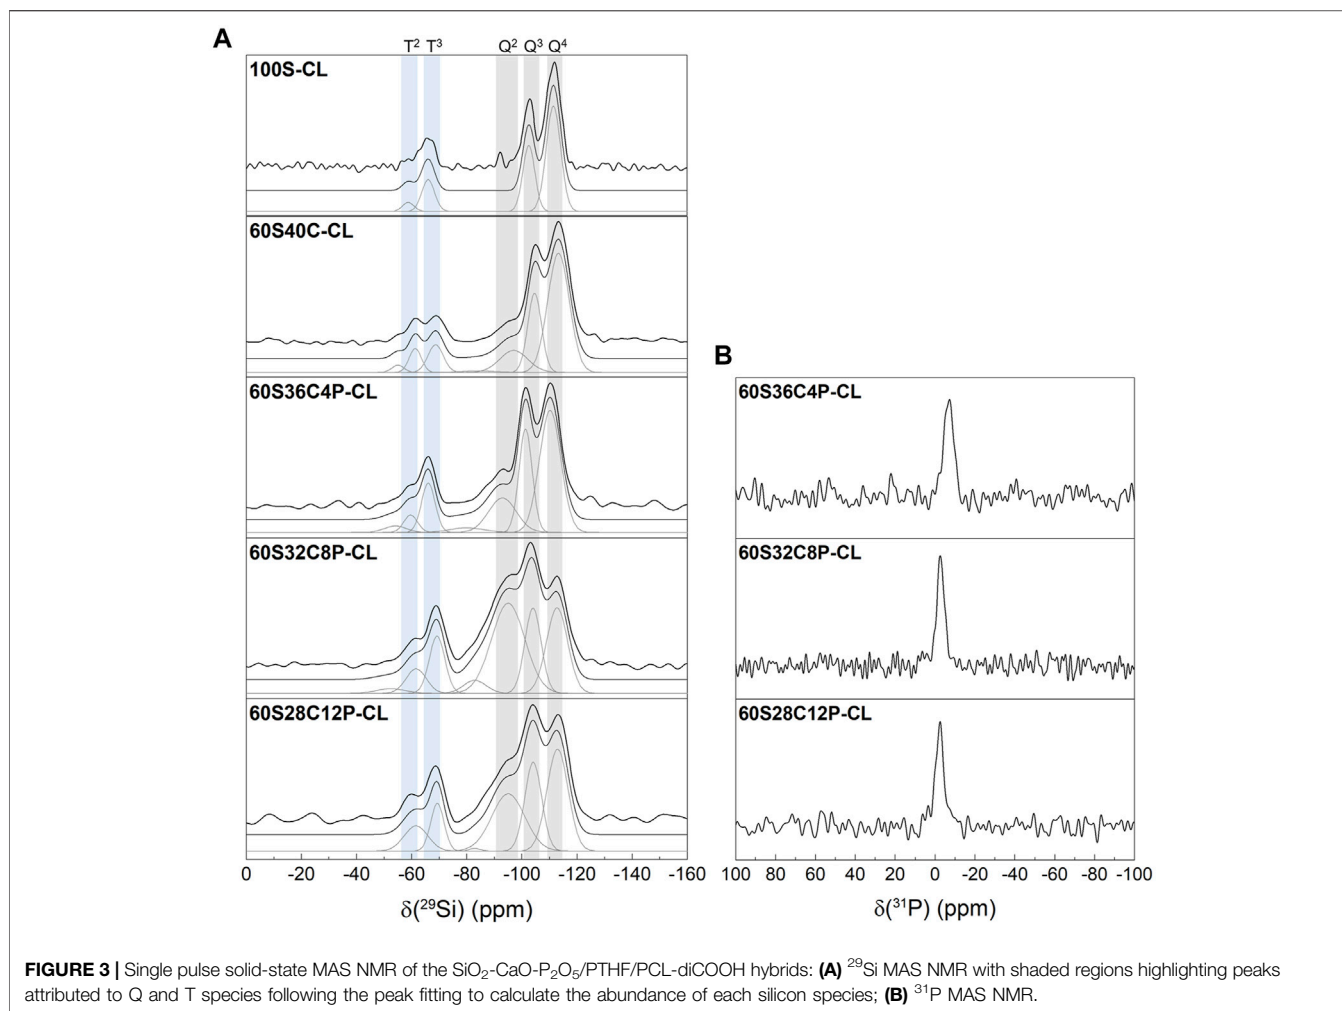 A
T² T³ Q² Q³ Q⁴
100S-CL
60S40C-CL
60S36C4P-CL
60S32C8P-CL
60S28C12P-CL
0 -20 -40 -60 -80 -100 -120 -140 -160
δ(²⁹Si) (ppm)
B
60S36C4P-CL
60S32C8P-CL
60S28C12P-CL
100 80 60 40 20 0 -20 -40 -60 -80 -100
δ(³¹P) (ppm)
FIGURE 3 | Single pulse solid-state MAS NMR of the SiO₂-CaO-P₂O₅/PTHF/PCL-diCOOH hybrids: (A) ²⁹Si MAS NMR with shaded regions highlighting peaks
attributed to Q and T species following the peak fitting to calculate the abundance of each silicon species; (B) ³¹P MAS NMR.